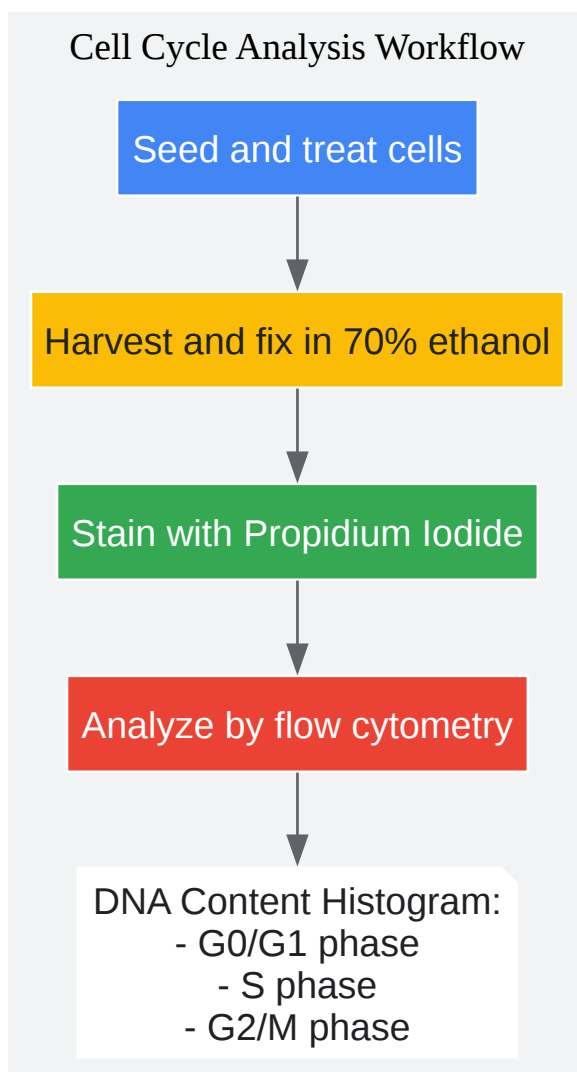 Cell Cycle Analysis Workflow
Seed and treat cells
Harvest and fix in 70% ethanol
Stain with Propidium Iodide
Analyze by flow cytometry
DNA Content Histogram:
- G0/G1 phase
- S phase
- G2/M phase